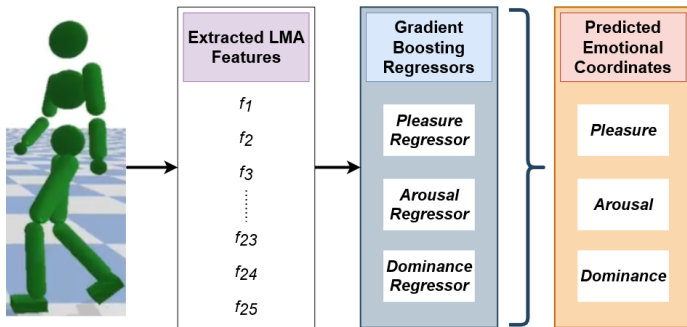 Extracted LMA
Features
f1
f2
f3
f23
f24
f25
Gradient
Boosting
Regressors
Pleasure
Regressor
Arousal
Regressor
Dominance
Regressor
Predicted
Emotional
Coordinates
Pleasure
Arousal
Dominance